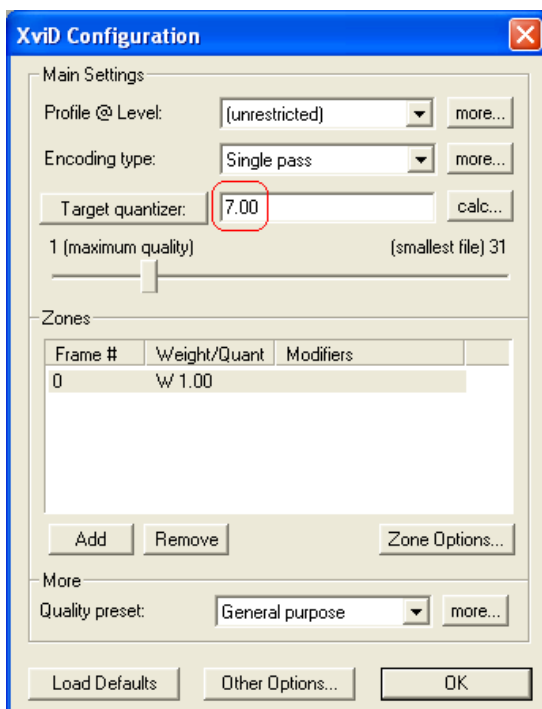 XviD Configuration
Main Settings
Profile @ Level: (unrestricted) more...
Encoding type: Single pass more...
Target quantizer: 7.00 calc...
1 (maximum quality) (smallest file) 31
Zones
Frame # Weight/Quant Modifiers
0 W 1.00
Add Remove Zone Options...
More
Quality preset: General purpose more...
Load Defaults Other Options... OK